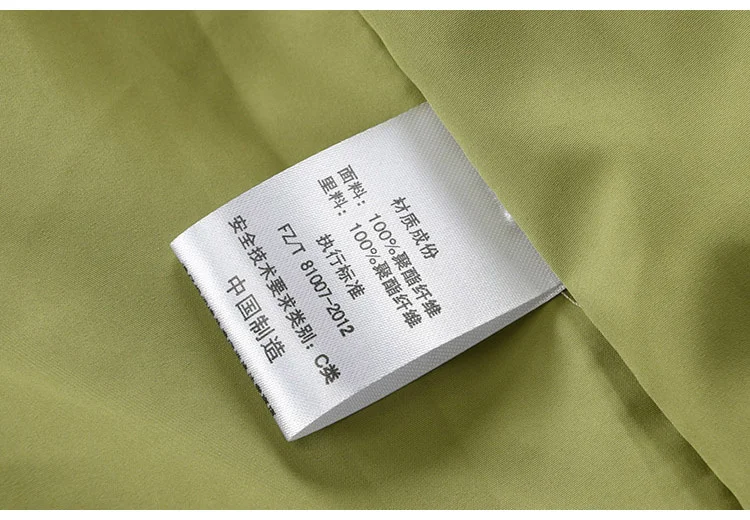 材质成份
面料：100%聚酯纤维
里料：100%聚酯纤维
执行标准
FZ/T 81007-2012
安全技术要求类别：C类
中国制造